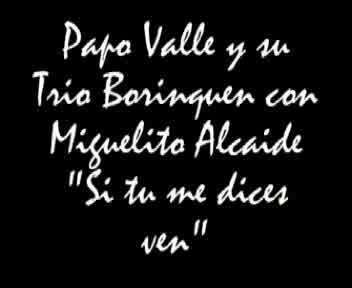 Papo Valle y su
Trio Borinquen con
Miguelito Alcaide
"Si tu me dices
ven"